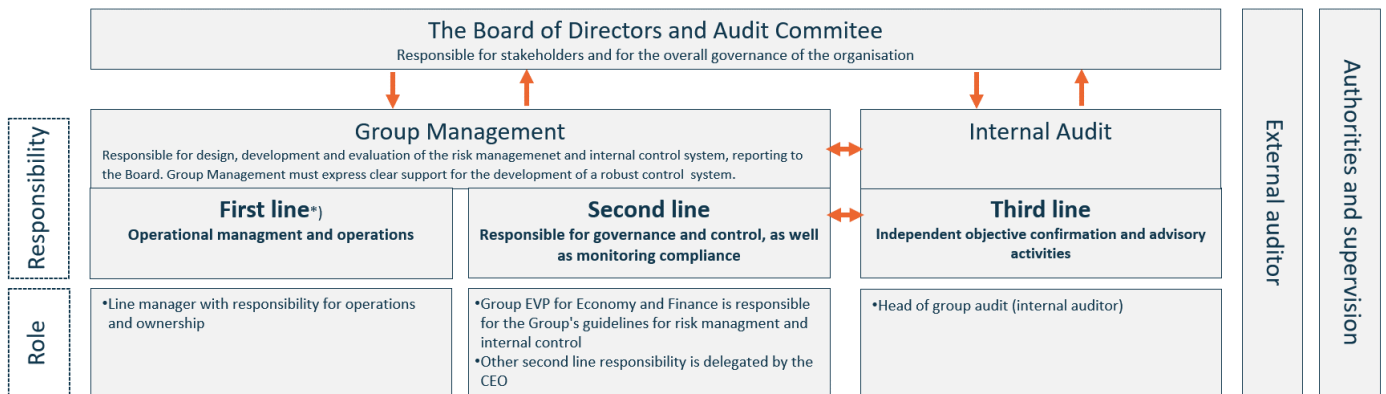 The Board of Directors and Audit Commitee
Responsible for stakeholders and for the overall governance of the organisation
Responsibility
Group Management
Responsible for design, development and evaluation of the risk managemenet and internal control system, reporting to
the Board. Group Management must express clear support for the development of a robust control system.
Internal Audit
First line*)
Operational managment and operations
Second line
Responsible for governance and control, as well
as monitoring compliance
Third line
Independent objective confirmation and advisory
activities
Role
•Line manager with responsibility for operations
and ownership
•Group EVP for Economy and Finance is responsible
for the Group's guidelines for risk managment and
internal control
•Other second line responsibility is delegated by the
CEO
•Head of group audit (internal auditor)
External auditor
Authorities and supervision